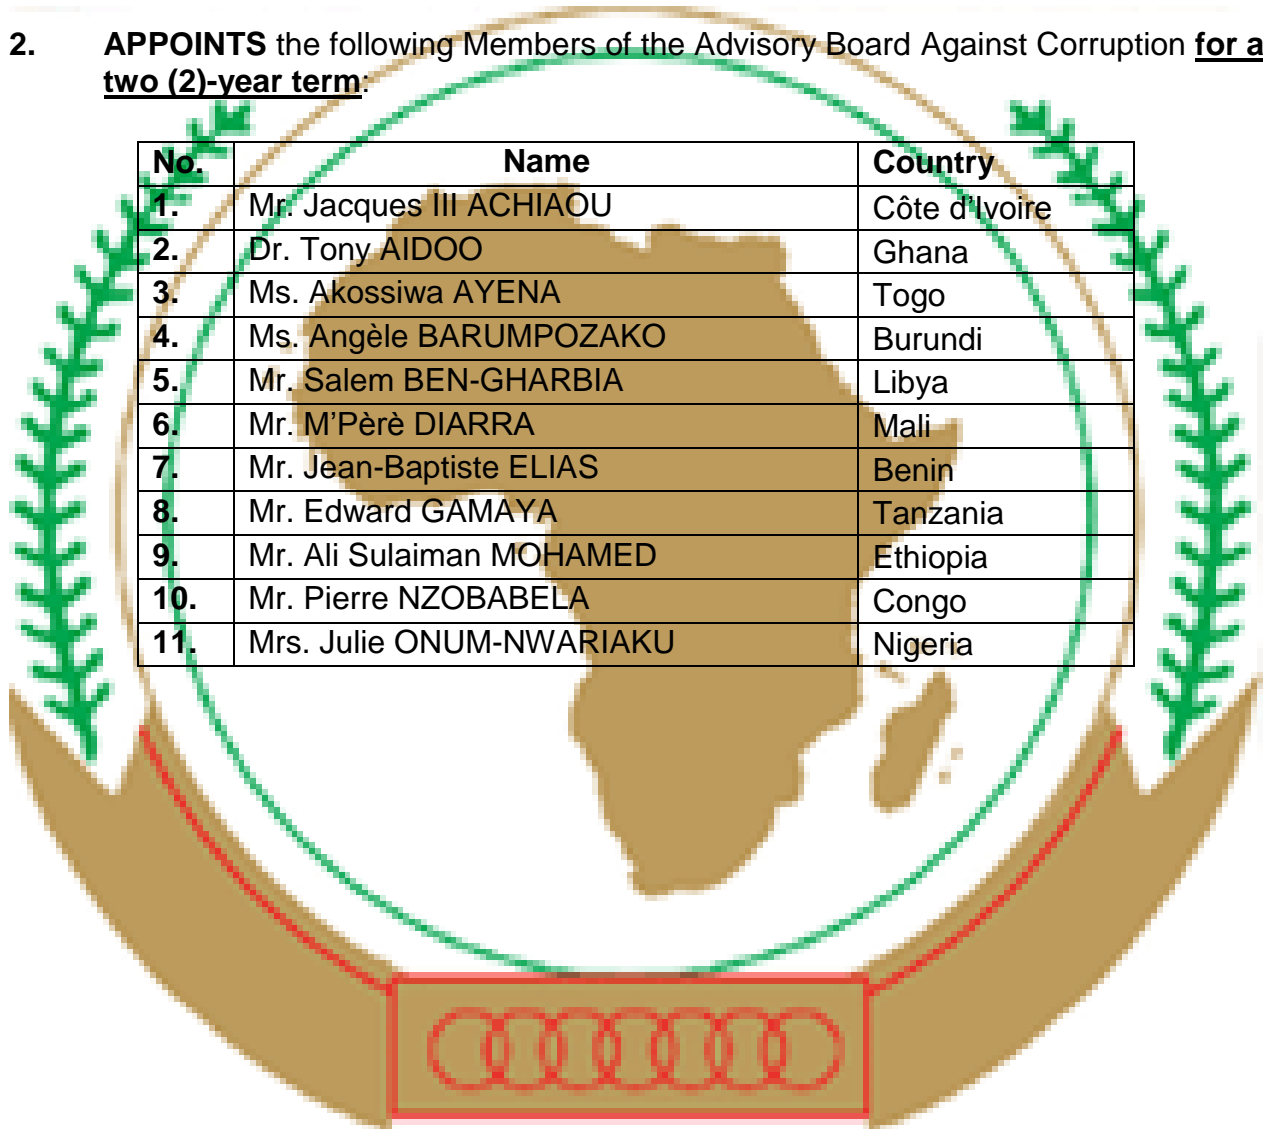 2. APPOINTS the following Members of the Advisory Board Against Corruption for a
two (2)-year term:
No. Name Country
1. Mr. Jacques III ACHIAOU Côte d’Ivoire
2. Dr. Tony AIDOO Ghana
3. Ms. Akossiwa AYENA Togo
4. Ms. Angèle BARUMPOZAKO Burundi
5. Mr. Salem BEN-GHARBIA Libya
6. Mr. M’Pèrè DIARRA Mali
7. Mr. Jean-Baptiste ELIAS Benin
8. Mr. Edward GAMAYA Tanzania
9. Mr. Ali Sulaiman MOHAMED Ethiopia
10. Mr. Pierre NZOBABELA Congo
11. Mrs. Julie ONUM-NWARIAKU Nigeria